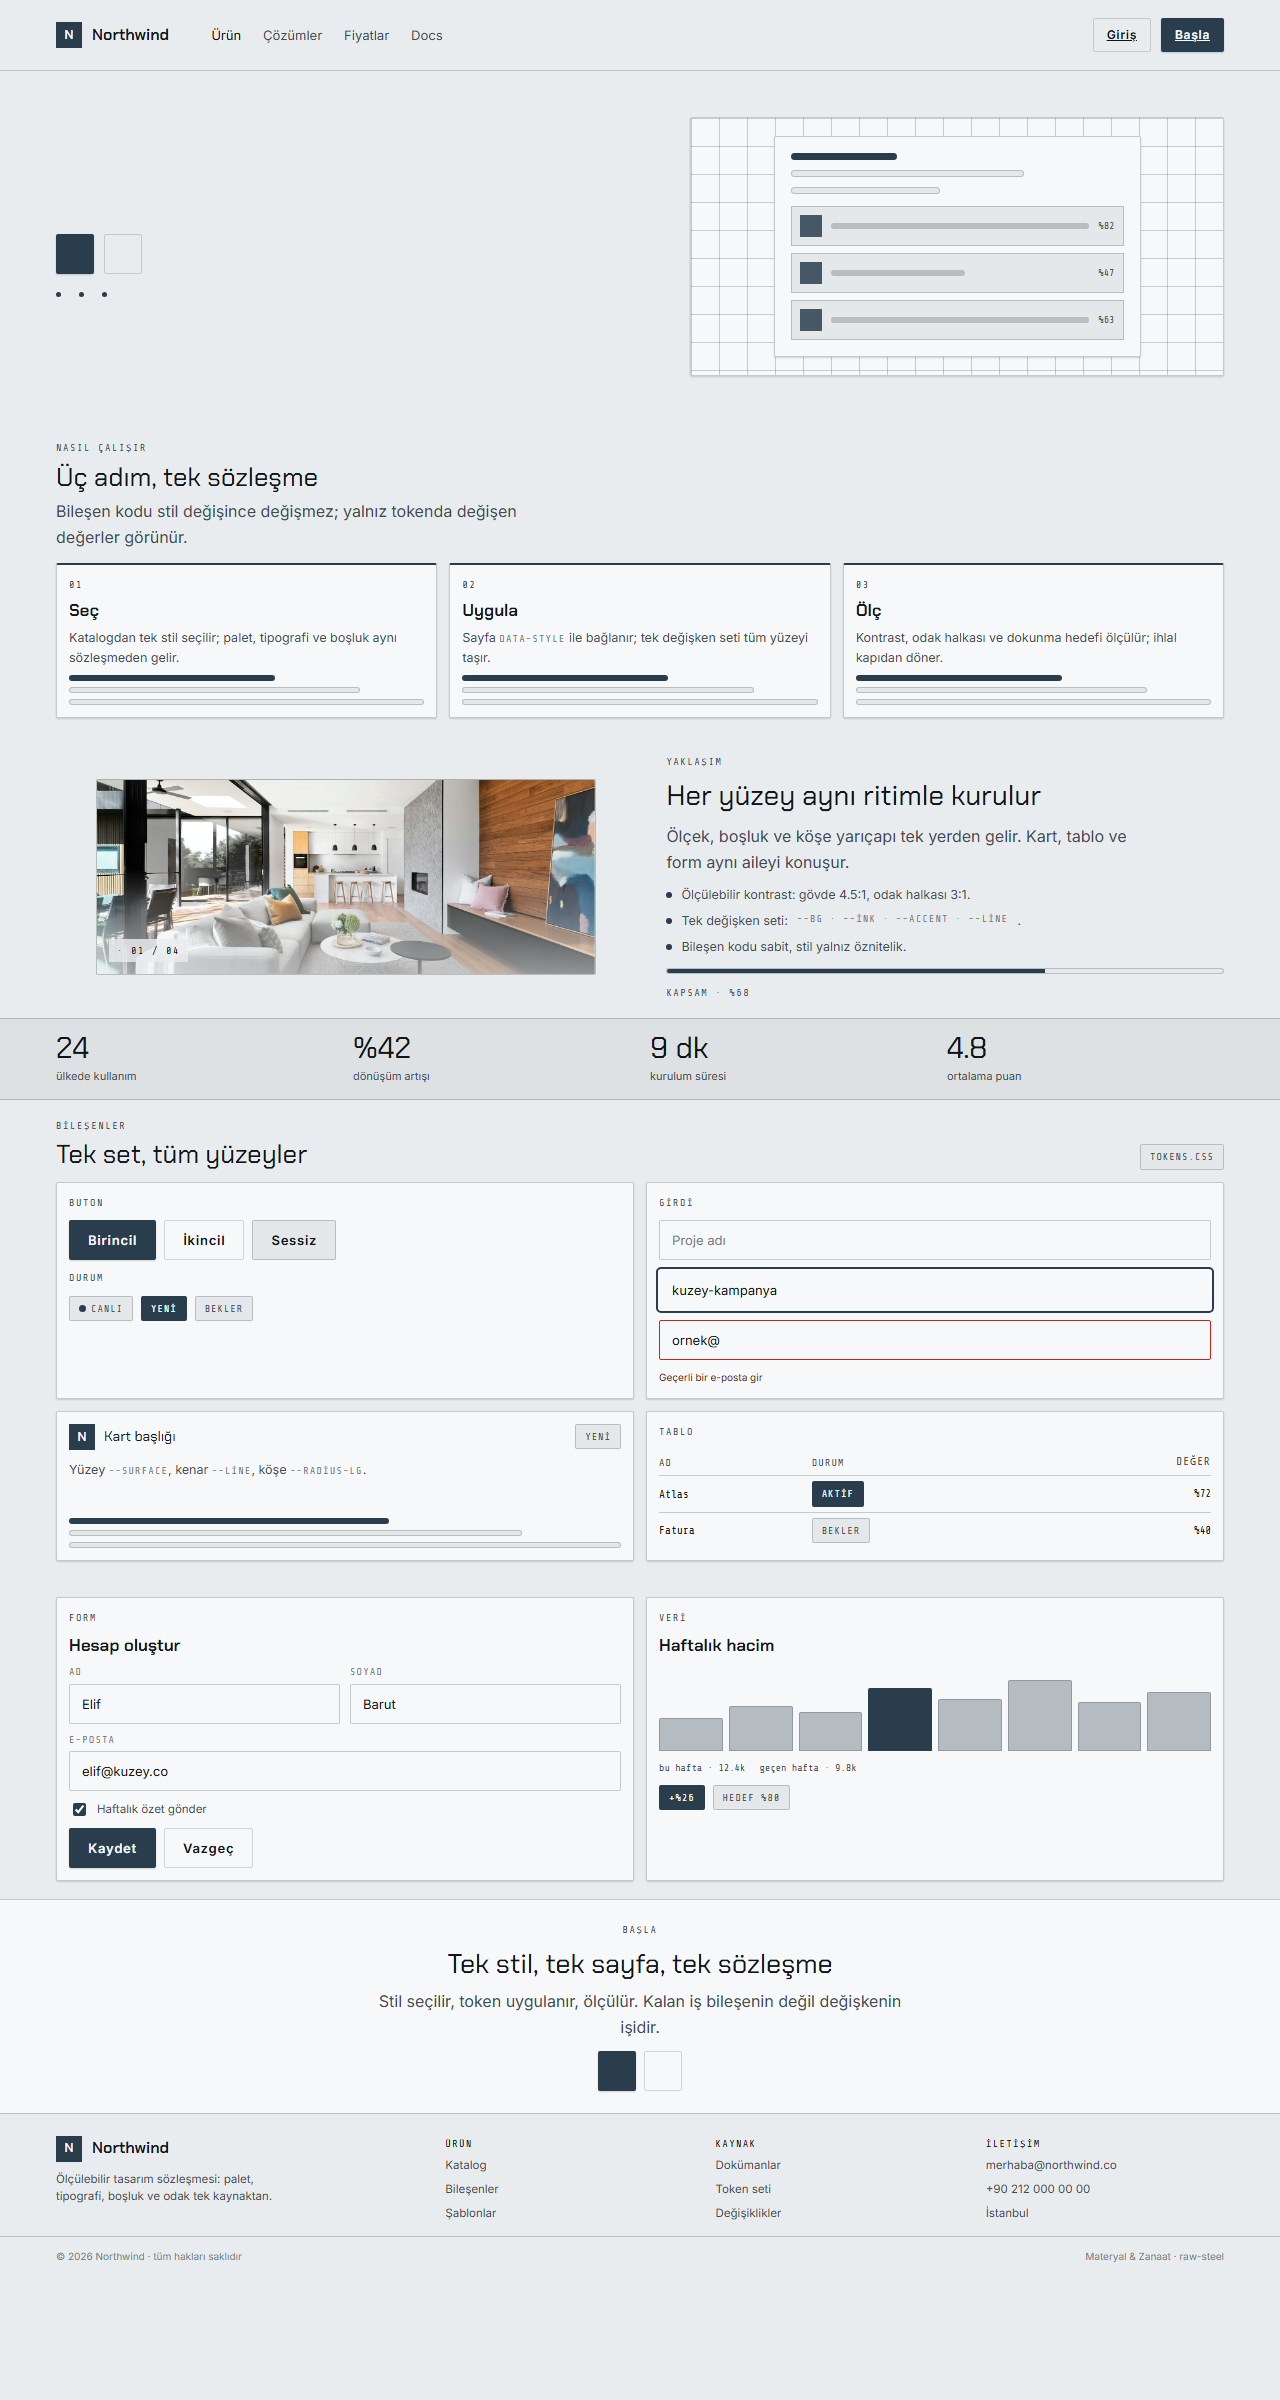 N Northwind Ürün Çözümler Fiyatlar Docs Giriş Başla
%82
%47
%63
NASIL ÇALIŞIR
Üç adım, tek sözleşme
Bileşen kodu stil değişince değişmez; yalnız tokenda değişen
değerler görünür.
01
Seç
Katalogdan tek stil seçilir; palet, tipografi ve boşluk aynı
sözleşmeden gelir.
02
Uygula
Sayfa DATA-STYLE ile bağlanır; tek değişken seti tüm yüzeyi
taşır.
03
Ölç
Kontrast, odak halkası ve dokunma hedefi ölçülür; ihlal
kapıdan döner.
· 01 / 04
YAKLAŞIM
Her yüzey aynı ritimle kurulur
Ölçek, boşluk ve köşe yarıçapı tek yerden gelir. Kart, tablo ve
form aynı aileyi konuşur.
Ölçülebilir kontrast: gövde 4.5:1, odak halkası 3:1.
Tek değişken seti: --BG · --İNK · --ACCENT · --LİNE .
Bileşen kodu sabit, stil yalnız öznitelik.
KAPSAM · %68
24
ülkede kullanım
%42
dönüşüm artışı
9 dk
kurulum süresi
4.8
ortalama puan
BİLEŞENLER
Tek set, tüm yüzeyler
TOKENS.CSS
BUTON
Birincil İkincil Sessiz
DURUM
CANLI YENİ BEKLER
GİRDİ
Proje adı
kuzey-kampanya
ornek@
Geçerli bir e-posta gir
N Kart başlığı YENİ
Yüzey --SURFACE, kenar --LİNE, köşe --RADİUS-LG.
TABLO
AD DURUM DEĞER
Atlas AKTİF %72
Fatura BEKLER %40
FORM
Hesap oluştur
AD SOYAD
Elif Barut
E-POSTA
elif@kuzey.co
Haftalık özet gönder
Kaydet Vazgeç
VERİ
Haftalık hacim
bu hafta · 12.4k geçen hafta · 9.8k
+%26 HEDEF %80
BAŞLA
Tek stil, tek sayfa, tek sözleşme
Stil seçilir, token uygulanır, ölçülür. Kalan iş bileşenin değil değişkenin
işidir.
N Northwind
Ölçülebilir tasarım sözleşmesi: palet,
tipografi, boşluk ve odak tek kaynaktan.
ÜRÜN
Katalog
Bileşenler
Şablonlar
KAYNAK
Dokümanlar
Token seti
Değişiklikler
İLETİŞİM
merhaba@northwind.co
+90 212 000 00 00
İstanbul
© 2026 Northwind · tüm hakları saklıdır
Materyal & Zanaat · raw-steel